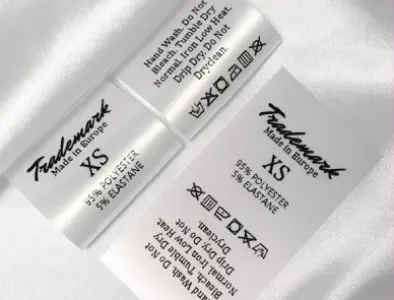 Hand Wash. Do Not
Bleach. Tumble Dry
Normal. Iron Low Heat.
Drip Dry. Do Not
Dryclean.
Trademark
Made in Europe
XS
95% POLYESTER
5% ELASTANE
Trademark
Made in Europe
XS
95% POLYESTER
5% ELASTANE
Hand Wash. Do Not
Bleach. Tumble Dry
Normal. Iron Low Heat.
Drip Dry. Do Not
Dryclean.